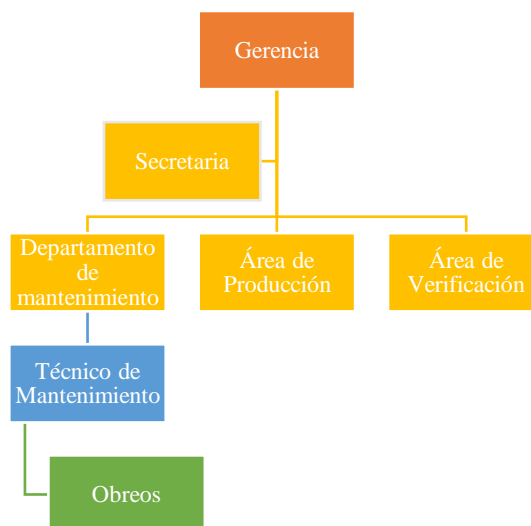 Gerencia
Secretaria
Departamento
de
mantenimiento
Área de
Producción
Área de
Verificación
Técnico de
Mantenimiento
Obreos